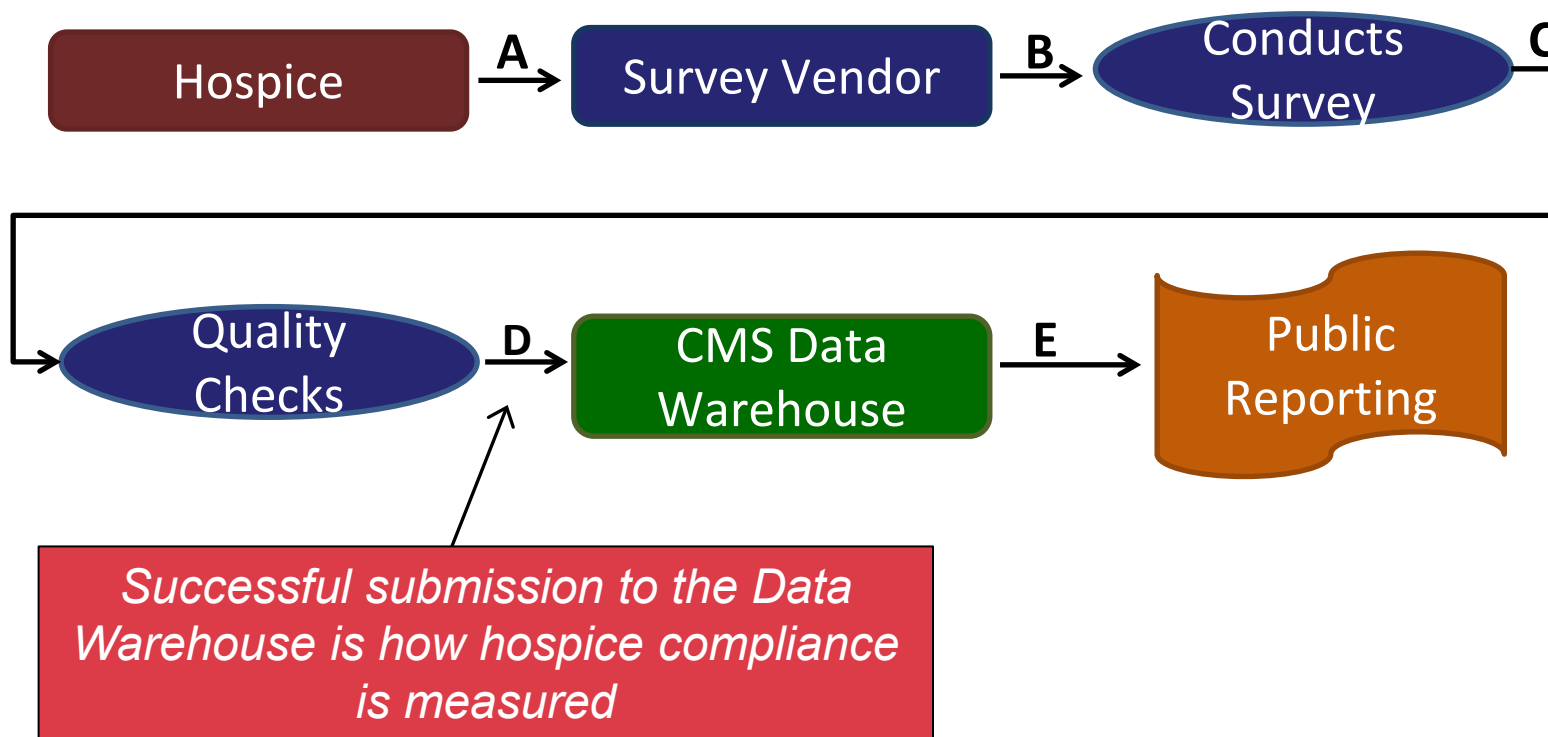 Hospice
A
Survey Vendor
B
Conducts
Survey
C
Quality
Checks
D
CMS Data
Warehouse
E
Public
Reporting
Successful submission to the Data
Warehouse is how hospice compliance
is measured